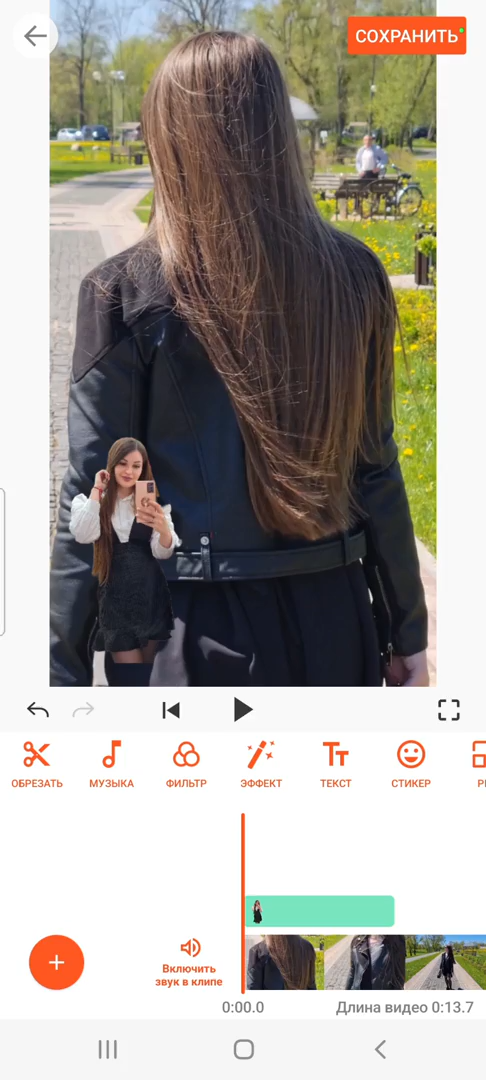 СОХРАНИТЬ
ОБРЕЗАТЬ
МУЗЫКА
ФИЛЬТР
ЭФФЕКТ
ТЕКСТ
СТИКЕР
Включить
звук в клипе
0:00.0
Длина видео 0:13.7